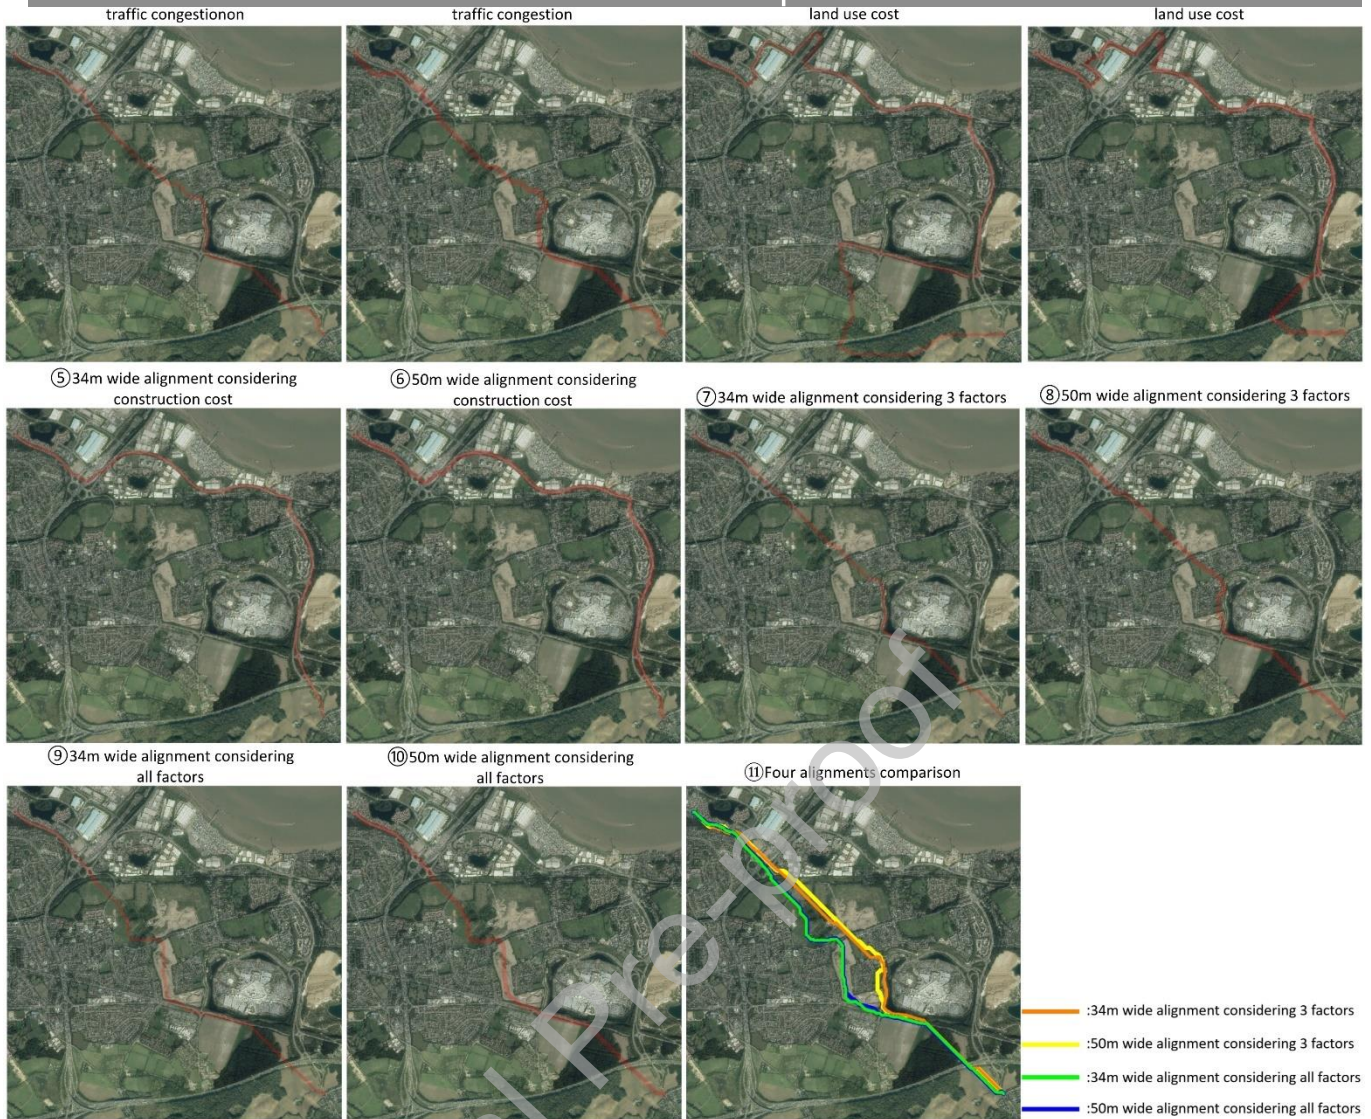 traffic congestionon
traffic congestion
land use cost
land use cost
⑤34m wide alignment considering
construction cost
⑥50m wide alignment considering
construction cost
⑦34m wide alignment considering 3 factors
⑧50m wide alignment considering 3 factors
⑨34m wide alignment considering
all factors
⑩50m wide alignment considering
all factors
⑪Four alignments comparison
:34m wide alignment considering 3 factors
:50m wide alignment considering 3 factors
:34m wide alignment considering all factors
:50m wide alignment considering all factors
l Pre-proof